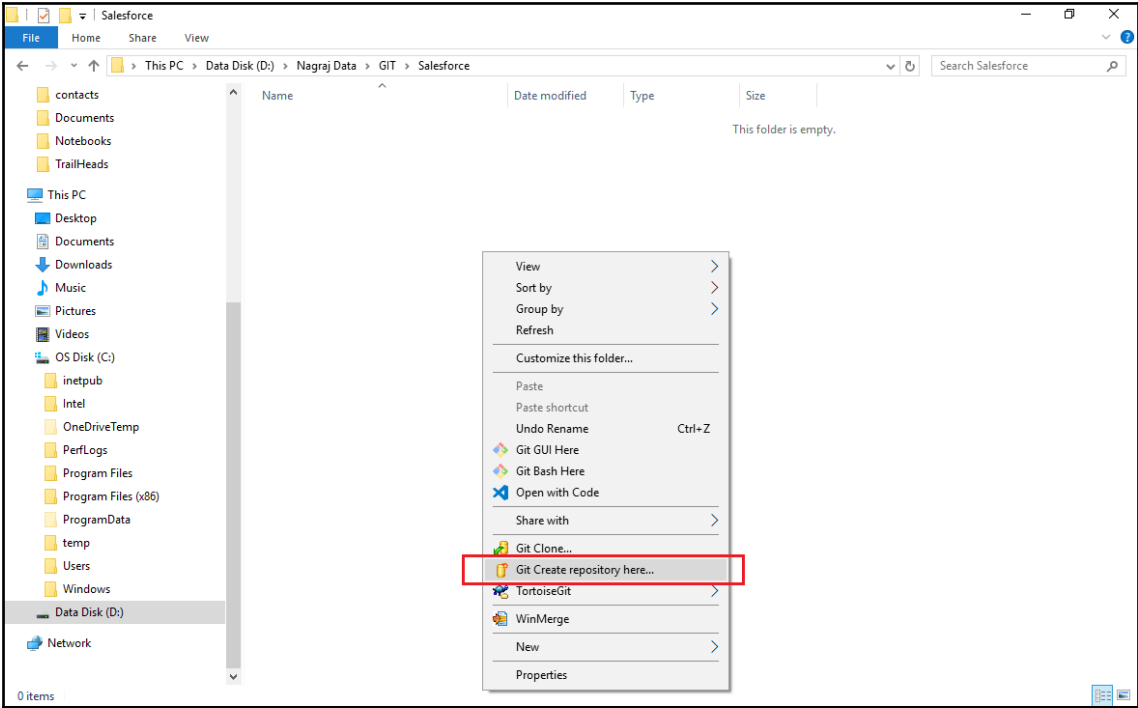 Salesforce
File Home Share View
This PC > Data Disk (D:) > Nagraj Data > GIT > Salesforce
Search Salesforce
contacts
Documents
Notebooks
TrailHeads
This PC
Desktop
Documents
Downloads
Music
Pictures
Videos
OS Disk (C:)
inetpub
Intel
OneDriveTemp
PerfLogs
Program Files
Program Files (x86)
ProgramData
temp
Users
Windows
Data Disk (D:)
Network
Name Date modified Type Size
This folder is empty.
View
Sort by
Group by
Refresh
Customize this folder...
Paste
Paste shortcut
Undo Rename Ctrl+Z
Git GUI Here
Git Bash Here
Open with Code
Share with
Git Clone...
Git Create repository here...
TortoiseGit
WinMerge
New
Properties
0 items